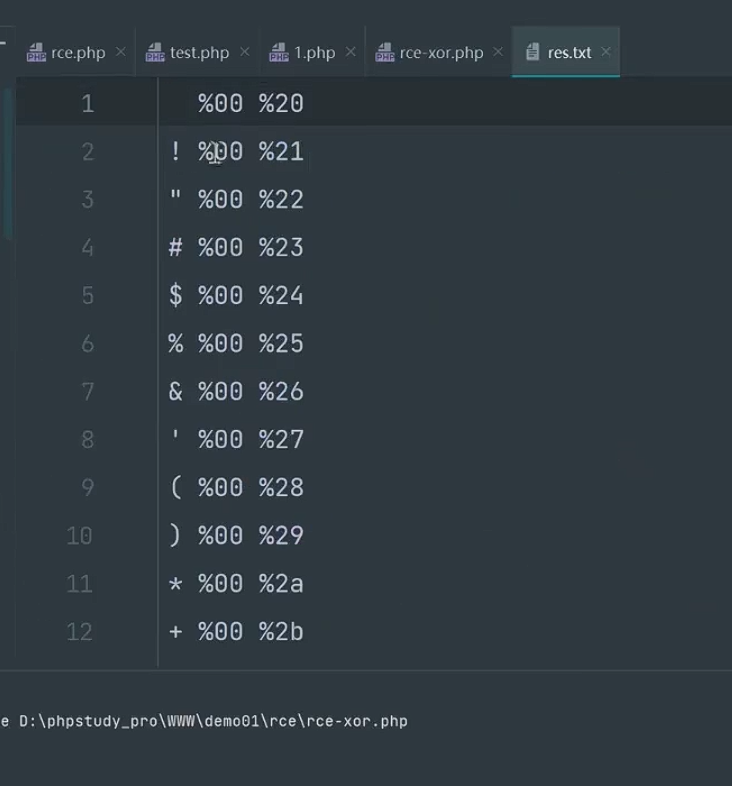 rce.php × test.php × 1.php × rce-xor.php × res.txt ×
1 %00 %20
2 ! %00 %21
3 " %00 %22
4 # %00 %23
5 $ %00 %24
6 % %00 %25
7 & %00 %26
8 ' %00 %27
9 ( %00 %28
10 ) %00 %29
11 * %00 %2a
12 + %00 %2b
e D:\phpstudy_pro\WWW\demo01\rce\rce-xor.php